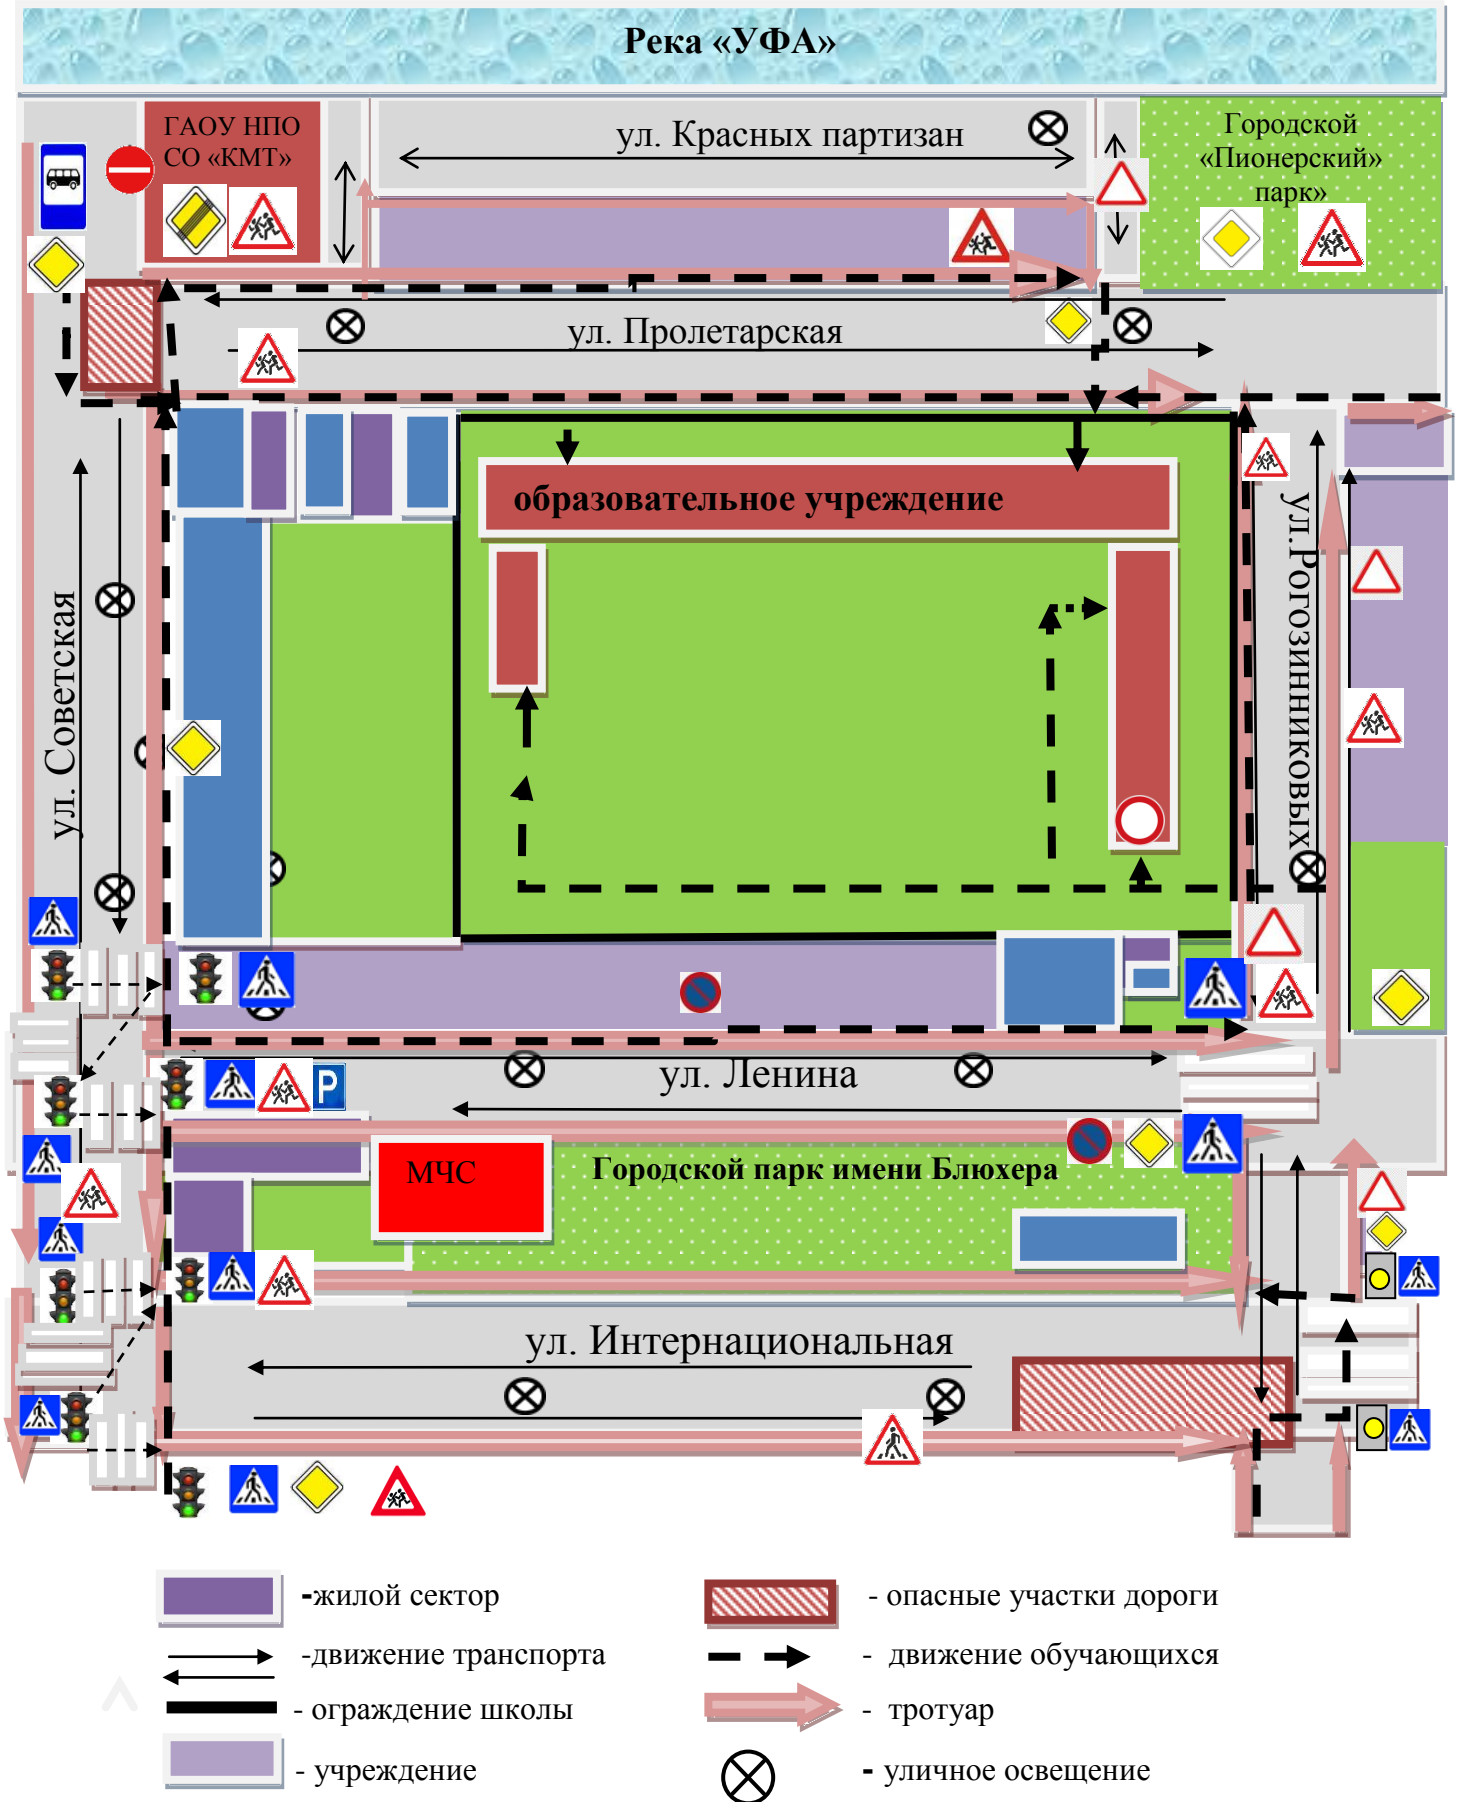 Река «УФА»
ГАОУ НПО
СО «КМТ»
ул. Красных партизан
Городской
«Пионерский»
парк»
ул. Пролетарская
образовательное учреждение
ул. Советская
ул.Рогозинниковых
P
ул. Ленина
МЧС
Городской парк имени Блюхера
ул. Интернациональная
-жилой сектор
- опасные участки дороги
-движение транспорта
- движение обучающихся
- ограждение школы
- тротуар
- учреждение
- уличное освещение